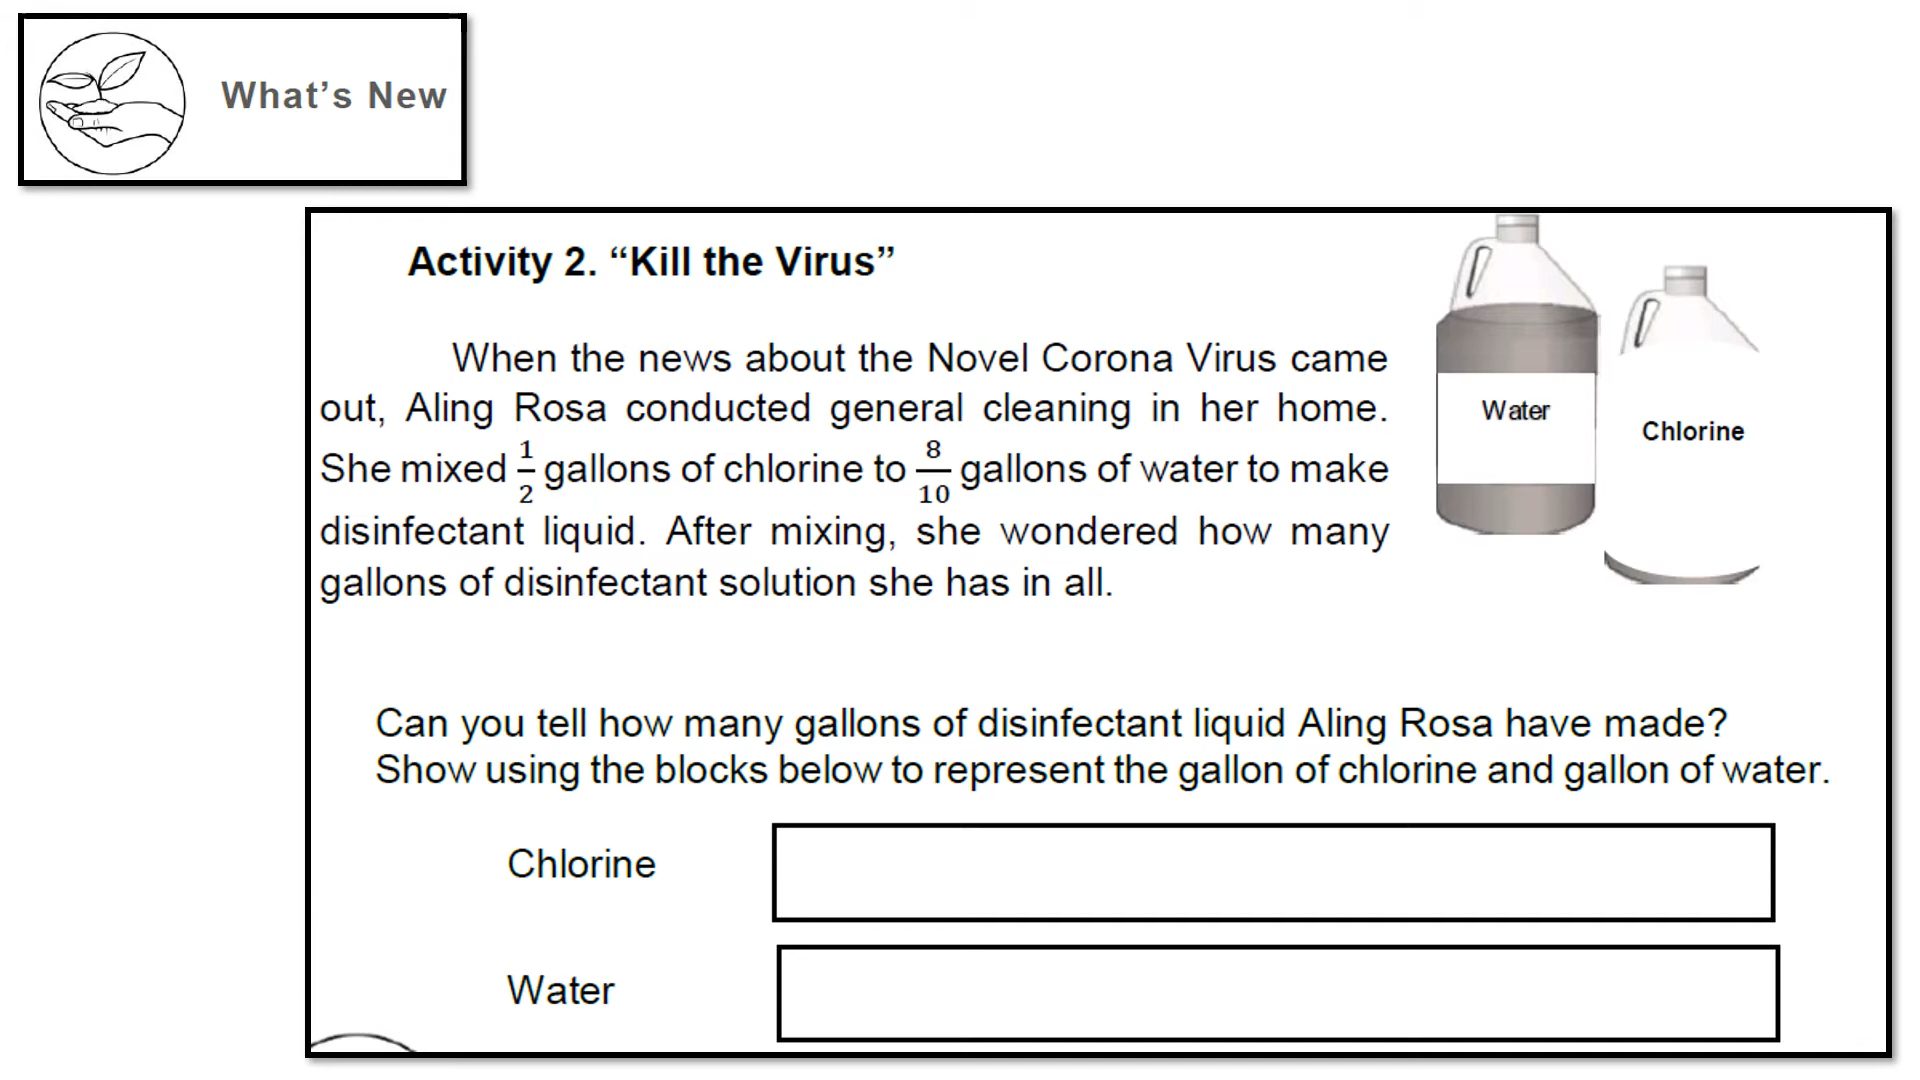 What's New
Activity 2. “Kill the Virus”
When the news about the Novel Corona Virus came
out, Aling Rosa conducted general cleaning in her home.
She mixed 1/2 gallons of chlorine to 8/10 gallons of water to make
disinfectant liquid. After mixing, she wondered how many
gallons of disinfectant solution she has in all.
Water
Chlorine
Can you tell how many gallons of disinfectant liquid Aling Rosa have made?
Show using the blocks below to represent the gallon of chlorine and gallon of water.
Chlorine
Water